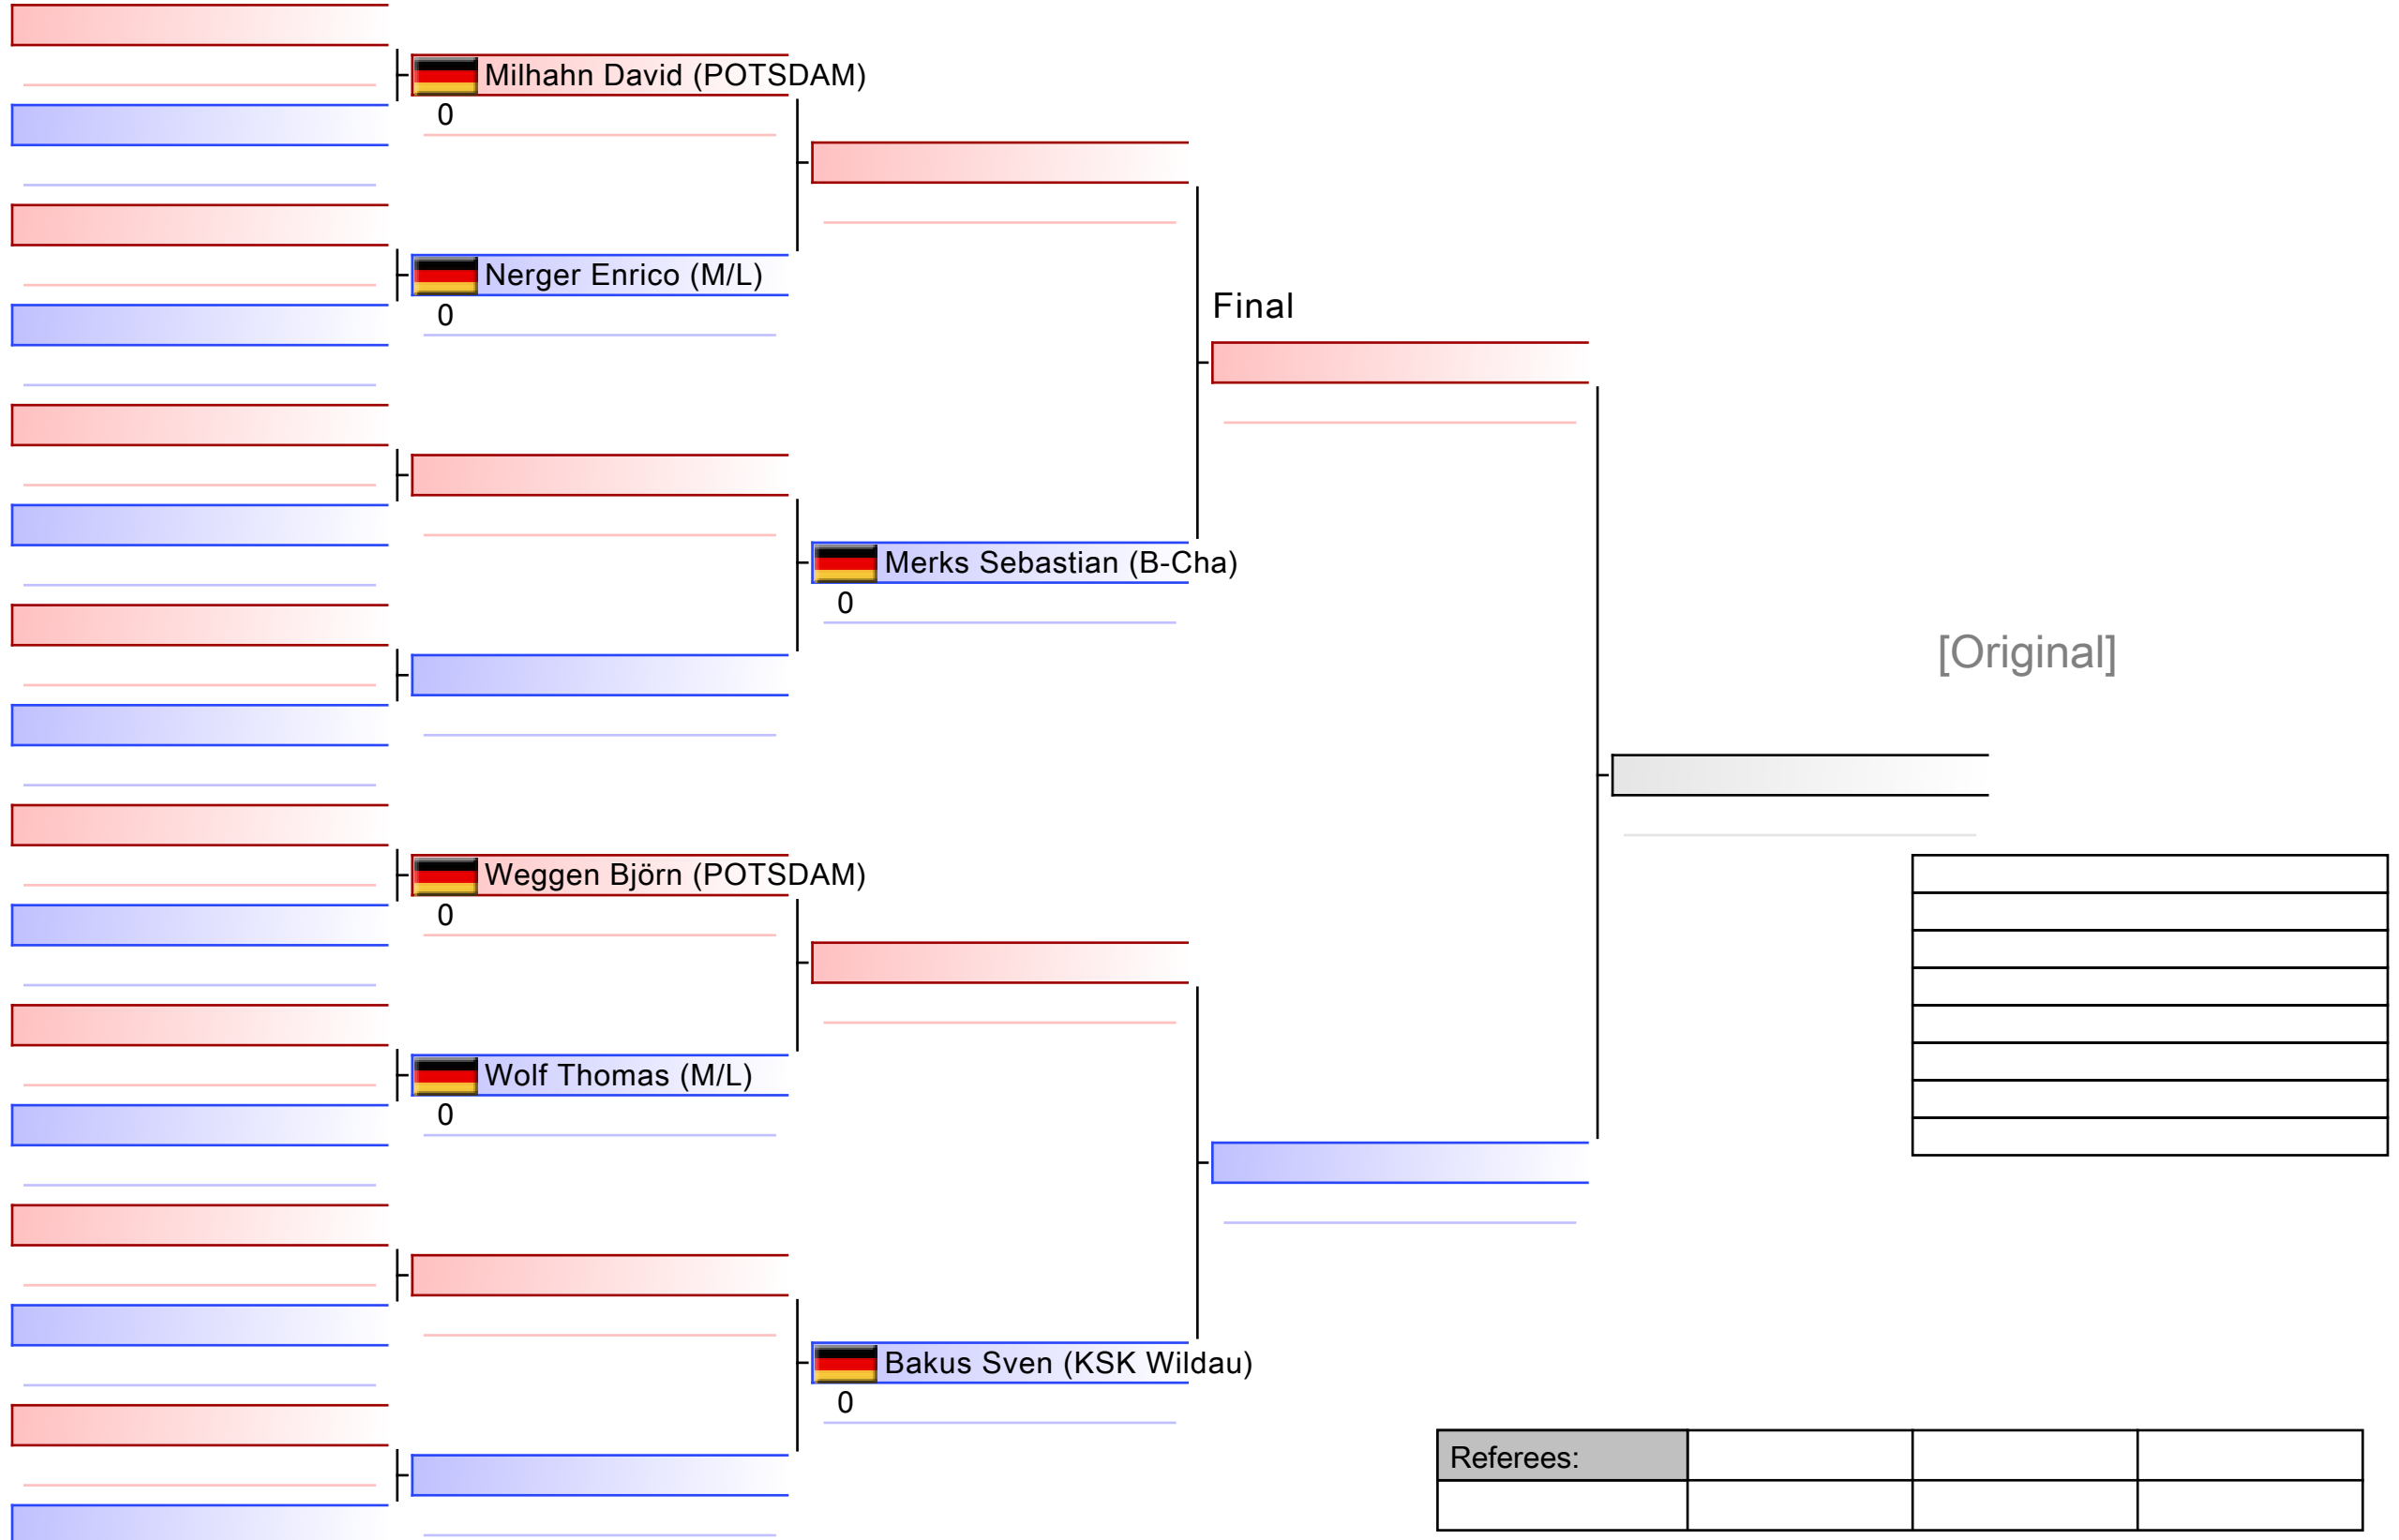 Milhahn David (POTSDAM)
0
Nerger Enrico (M/L)
0
Final
Merks Sebastian (B-Cha)
0
[Original]
Weggen Björn (POTSDAM)
0
Wolf Thomas (M/L)
0
Bakus Sven (KSK Wildau)
0
Referees: